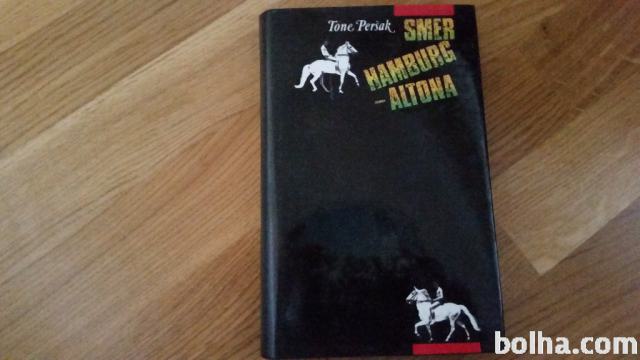 Tone Peršak
SMER
HAMBURG
–ALTONA
bolha.com